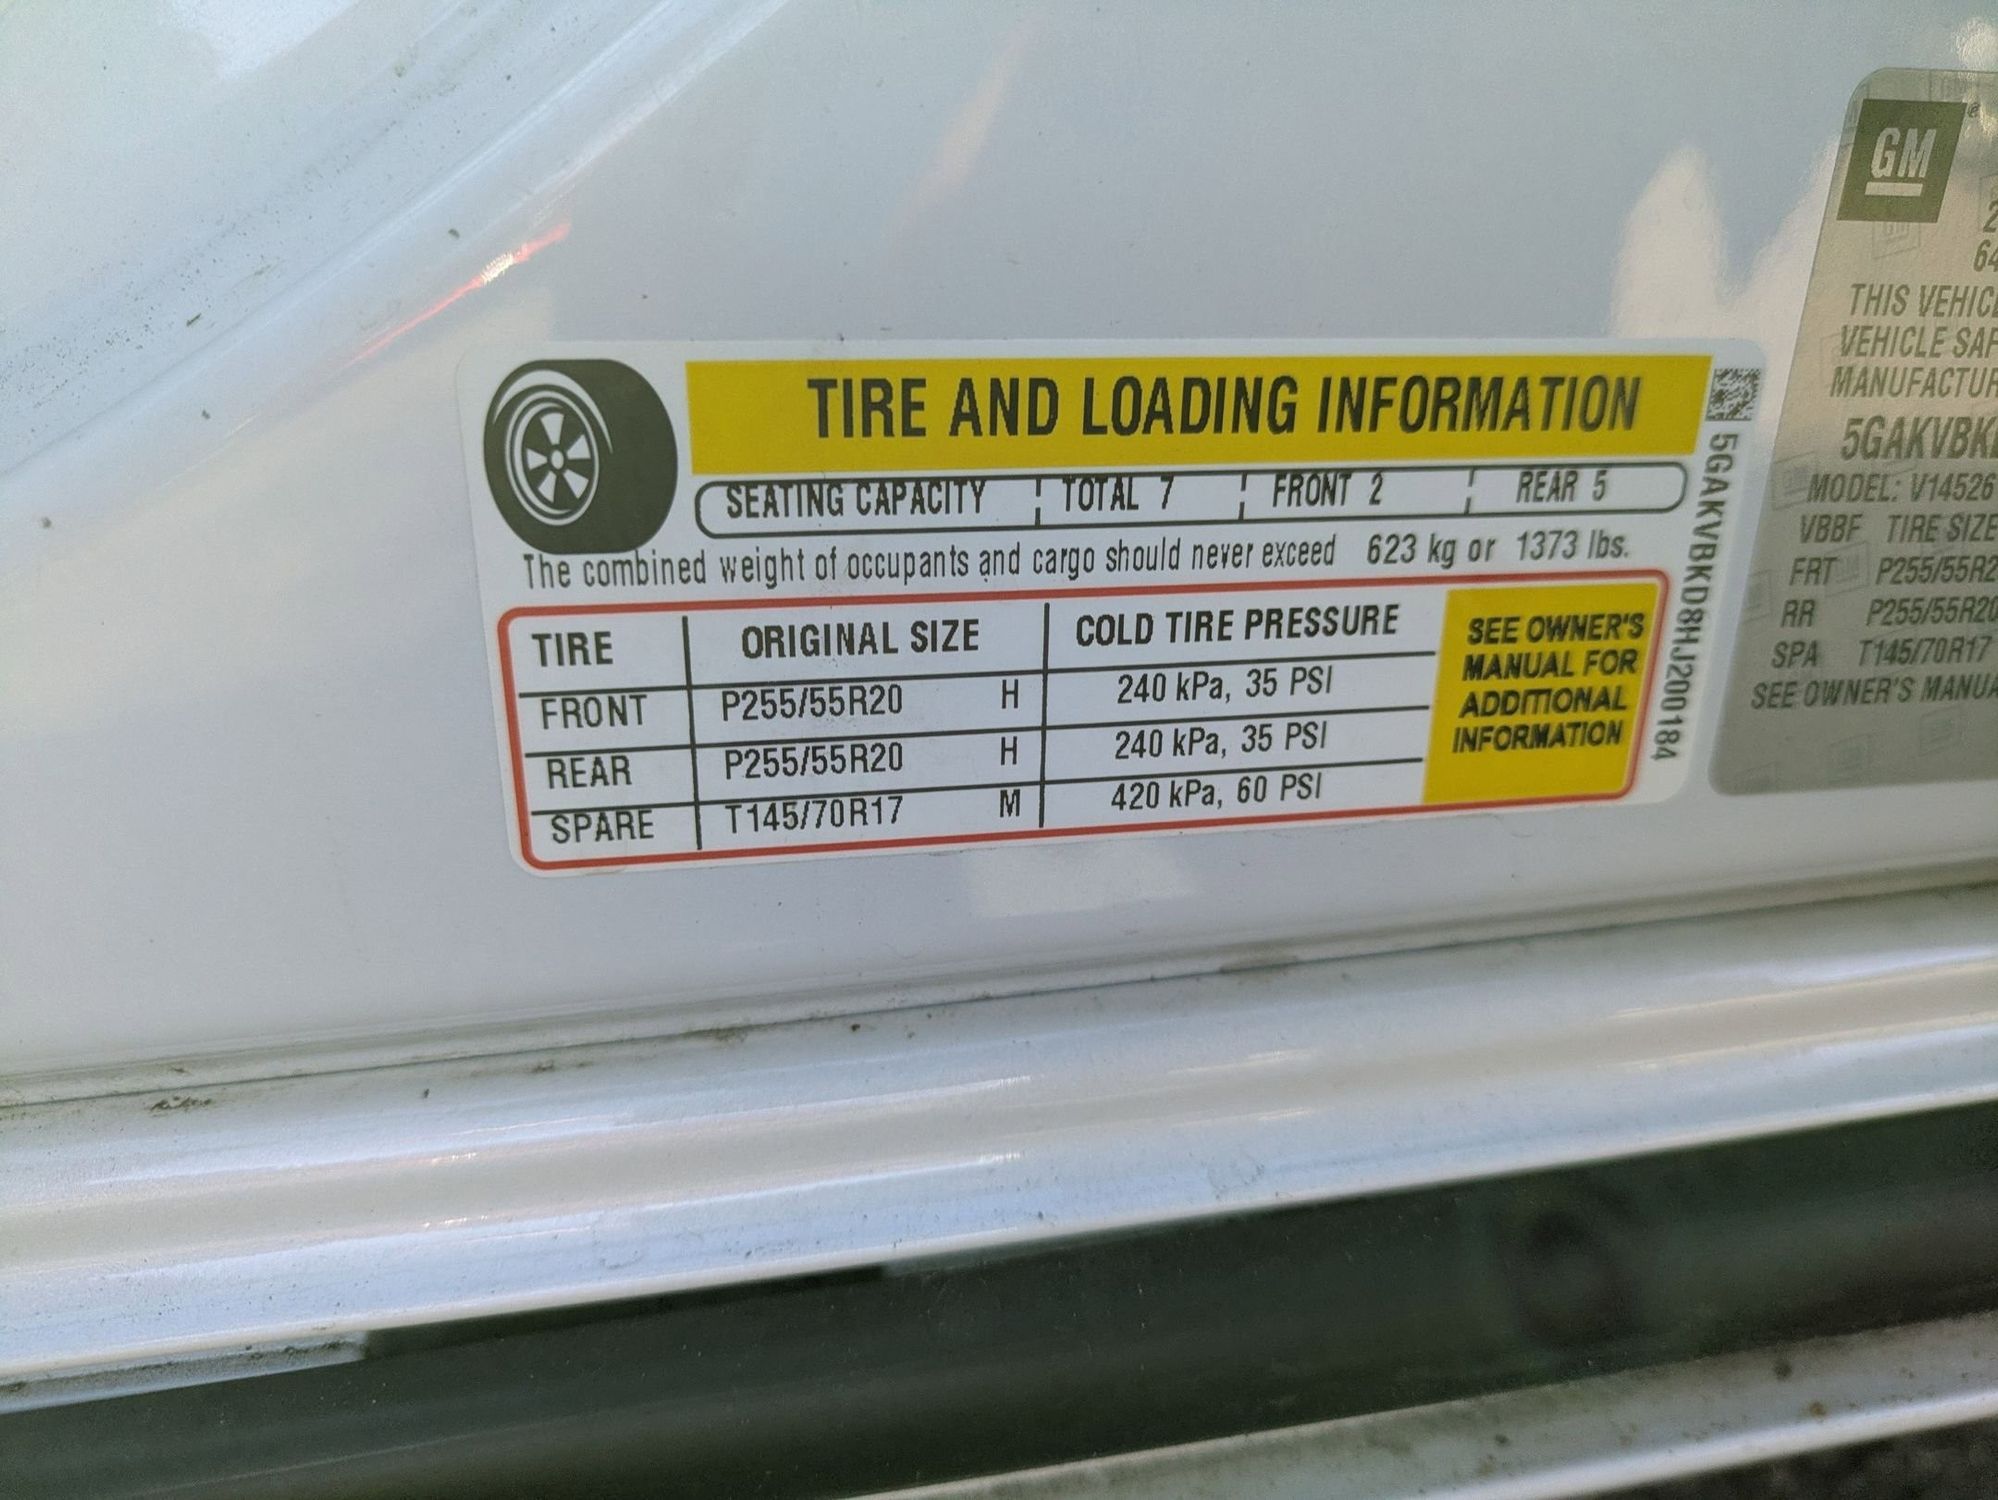 TIRE AND LOADING INFORMATION
SEATING CAPACITY TOTAL 7 FRONT 2 REAR 5
The combined weight of occupants and cargo should never exceed 623 kg or 1373 lbs.
TIRE ORIGINAL SIZE COLD TIRE PRESSURE
FRONT P255/55R20 H 240 kPa, 35 PSI
REAR P255/55R20 H 240 kPa, 35 PSI
SPARE T145/70R17 M 420 kPa, 60 PSI
SEE OWNER'S
MANUAL FOR
ADDITIONAL
INFORMATION
5GAKVBKD8HJ200184
GM
2
64
THIS VEHICL
VEHICLE SAF
MANUFACTUR
5GAKVBK
MODEL: V14526
VBBF TIRE SIZE
FRT P255/55R2
RR P255/55R20
SPA T145/70R17
SEE OWNER'S MANUA